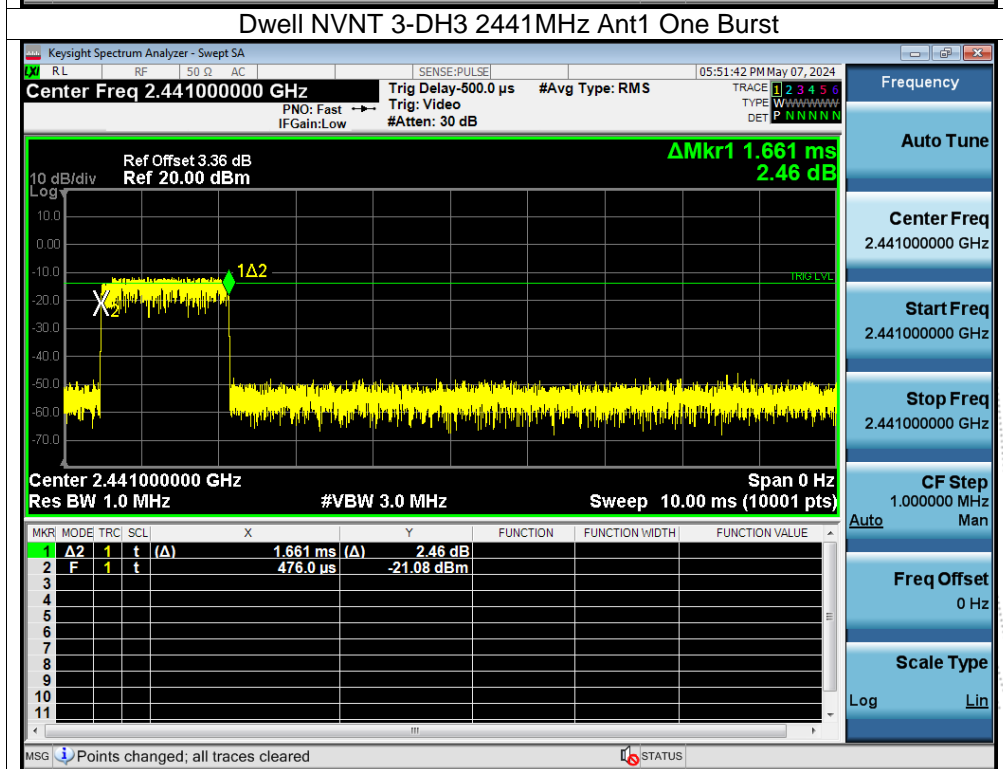 Dwell NVNT 3-DH3 2441MHz Ant1 One Burst
Keysight Spectrum Analyzer - Swept SA
LXI RL RF 50 Ω AC SENSE:PULSE 05:51:42 PM May 07, 2024
Center Freq 2.441000000 GHz Trig Delay-500.0 µs #Avg Type: RMS TRACE 1 2 3 4 5 6
PNO: Fast Trig: Video TYPE WWWWWW
IFGain:Low #Atten: 30 dB DET P N N N N N
Frequency
Auto Tune
Center Freq
2.441000000 GHz
Start Freq
2.441000000 GHz
Stop Freq
2.441000000 GHz
CF Step
1.000000 MHz
Auto Man
Freq Offset
0 Hz
Scale Type
Log Lin
ΔMkr1 1.661 ms
2.46 dB
Ref Offset 3.36 dB
10 dB/div Ref 20.00 dBm
Log
10.0
0.00
-10.0
1Δ2
TRIG LVL
-20.0
X2
-30.0
-40.0
-50.0
-60.0
-70.0
Center 2.441000000 GHz Span 0 Hz
Res BW 1.0 MHz #VBW 3.0 MHz Sweep 10.00 ms (10001 pts)
MKR MODE TRC SCL X Y FUNCTION FUNCTION WIDTH FUNCTION VALUE
1 Δ2 1 t (Δ) 1.661 ms (Δ) 2.46 dB
2 F 1 t 476.0 µs -21.08 dBm
3
4
5
6
7
8
9
10
11
MSG Points changed; all traces cleared STATUS